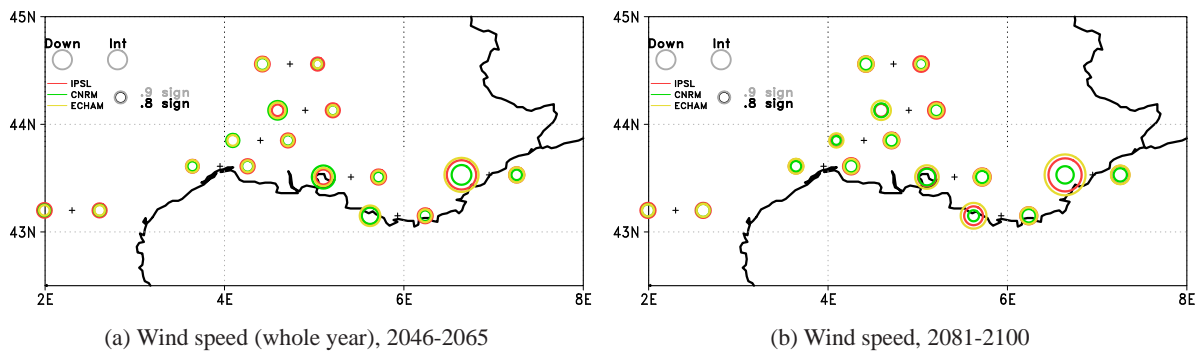 45N
44N
43N
2E 4E 6E 8E
Down Int
IPSL
CNRM
ECHAM
.9 sign
.8 sign
(a) Wind speed (whole year), 2046-2065
45N
44N
43N
2E 4E 6E 8E
Down Int
IPSL
CNRM
ECHAM
.9 sign
.8 sign
(b) Wind speed, 2081-2100